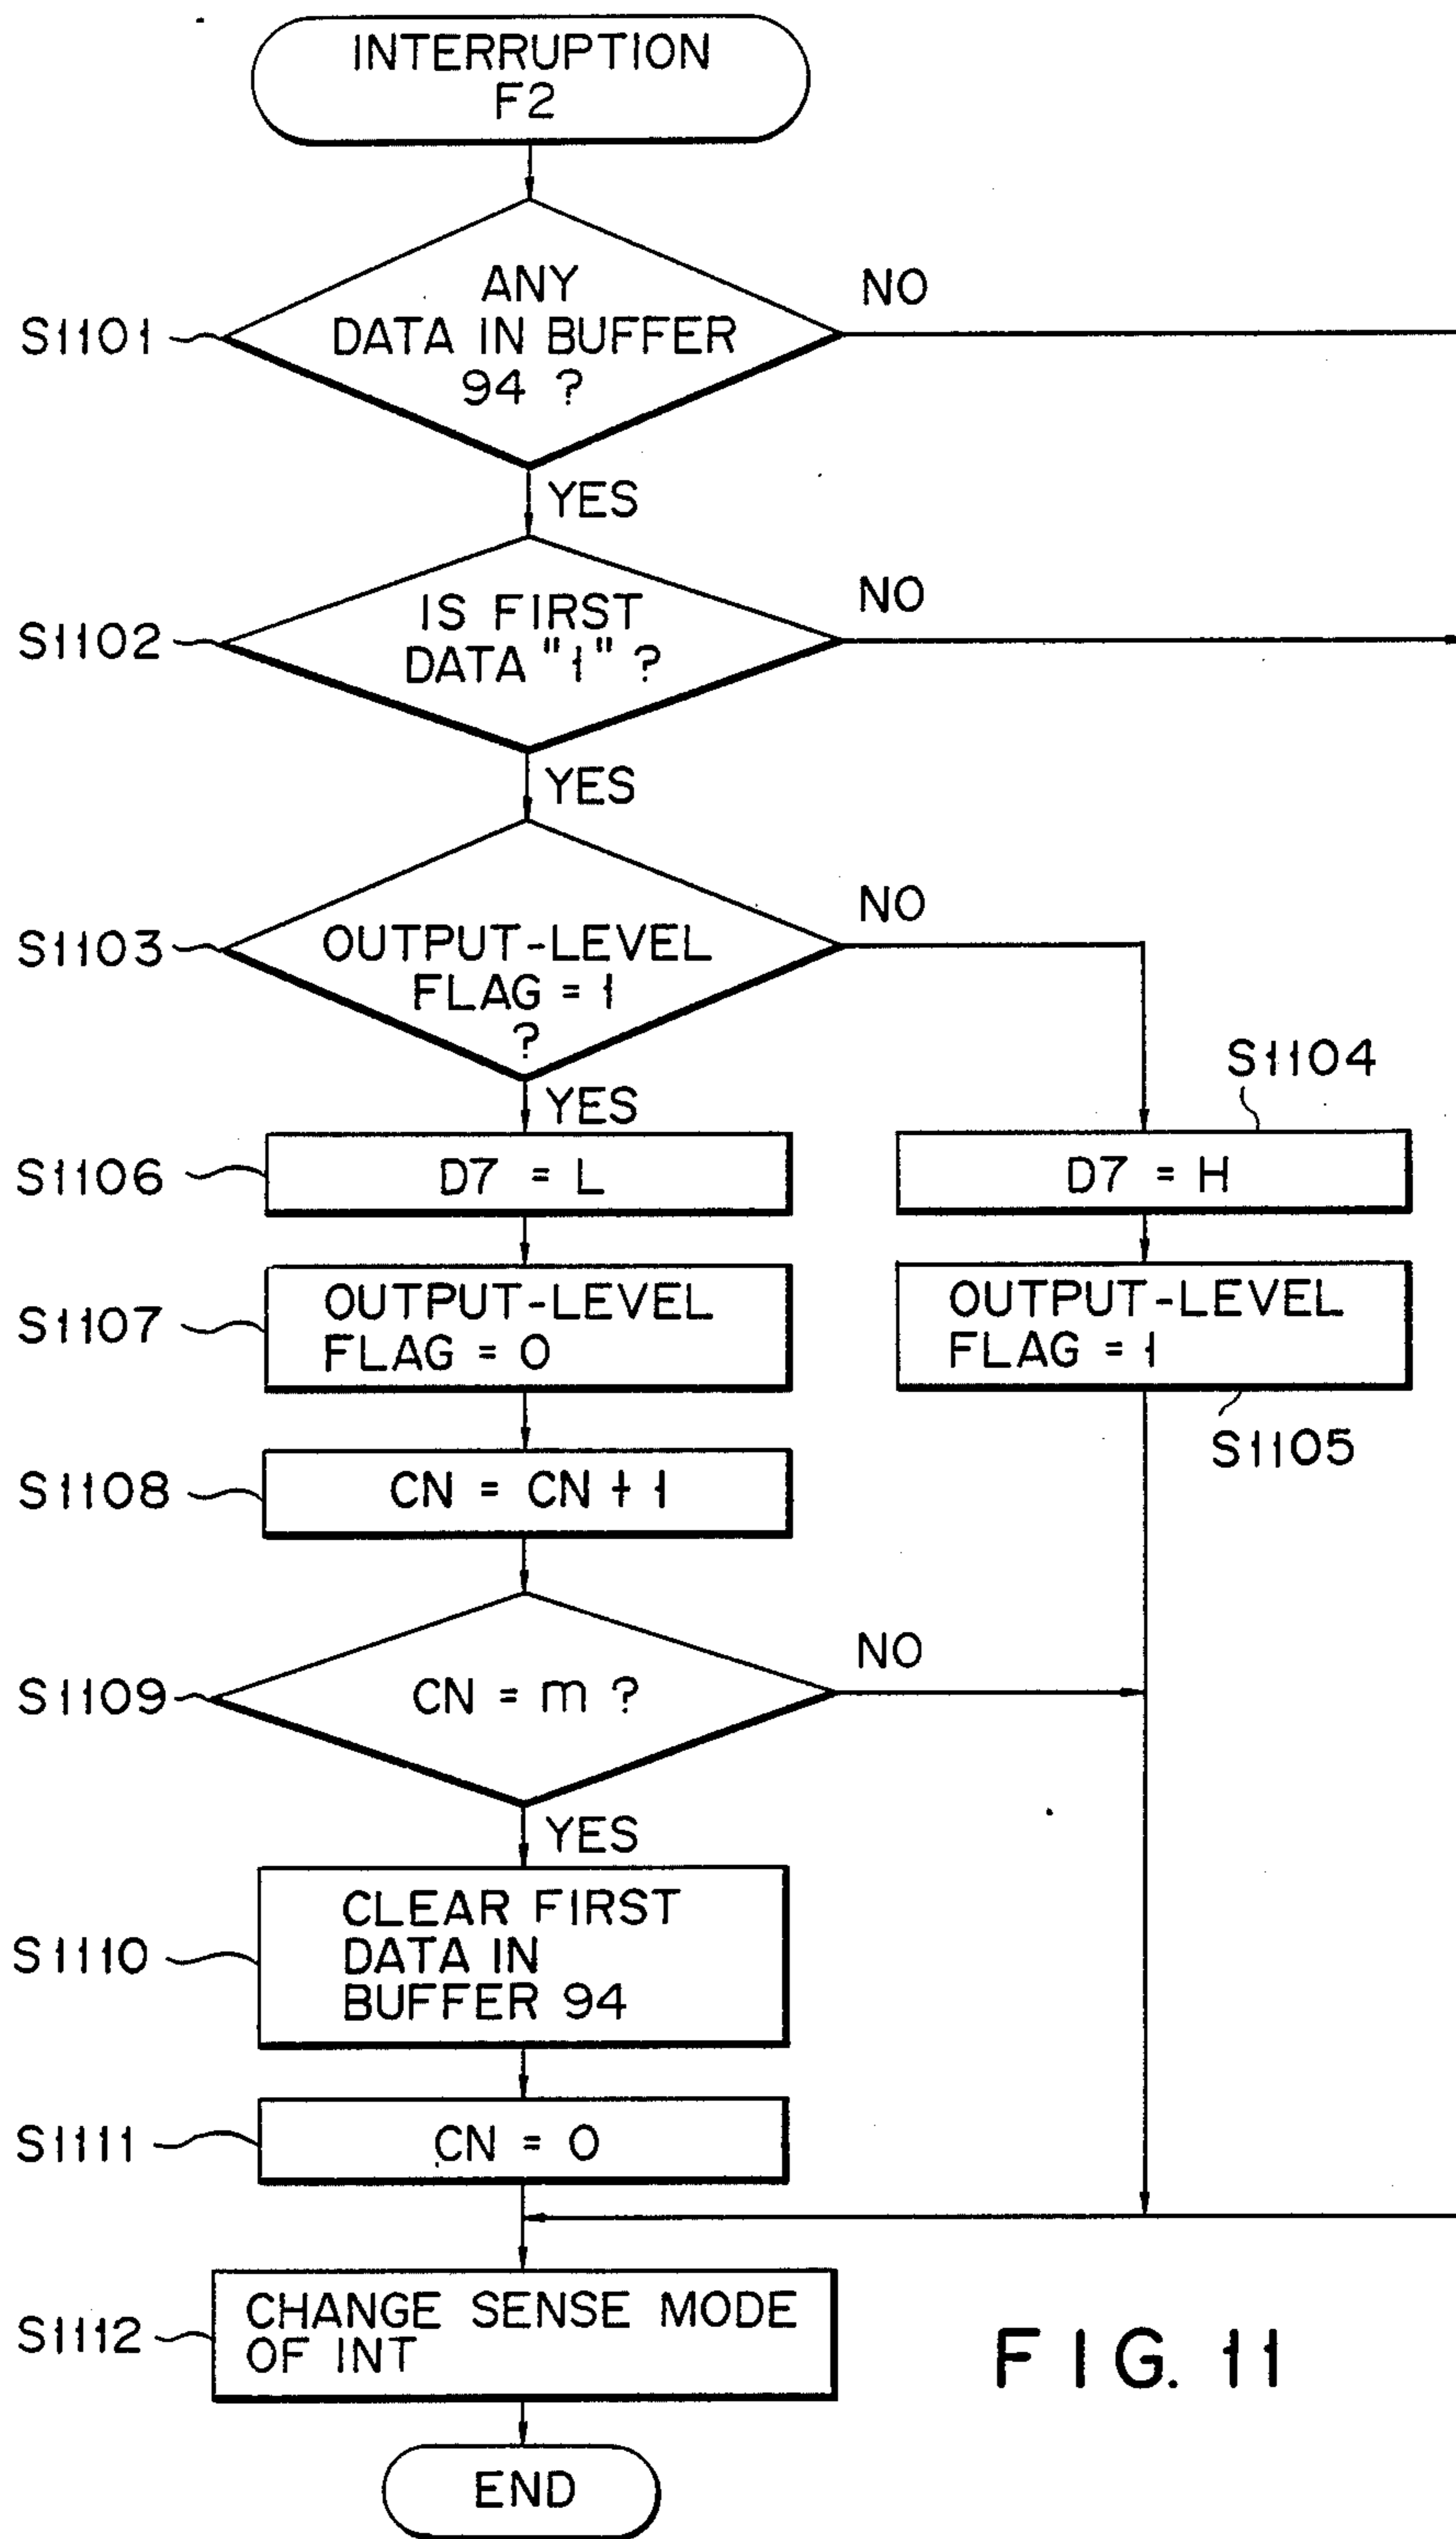 INTERRUPTION
F2
S1101
ANY
DATA IN BUFFER
94 ?
NO
YES
S1102
IS FIRST
DATA "1" ?
NO
YES
S1103
OUTPUT-LEVEL
FLAG = 1
?
NO
YES
S1104
S1106
D7 = L
D7 = H
S1107
OUTPUT-LEVEL
FLAG = 0
OUTPUT-LEVEL
FLAG = 1
S1105
S1108
CN = CN + 1
S1109
CN = m ?
NO
YES
S1110
CLEAR FIRST
DATA IN
BUFFER 94
S1111
CN = 0
S1112
CHANGE SENSE MODE
OF INT
FIG. 11
END